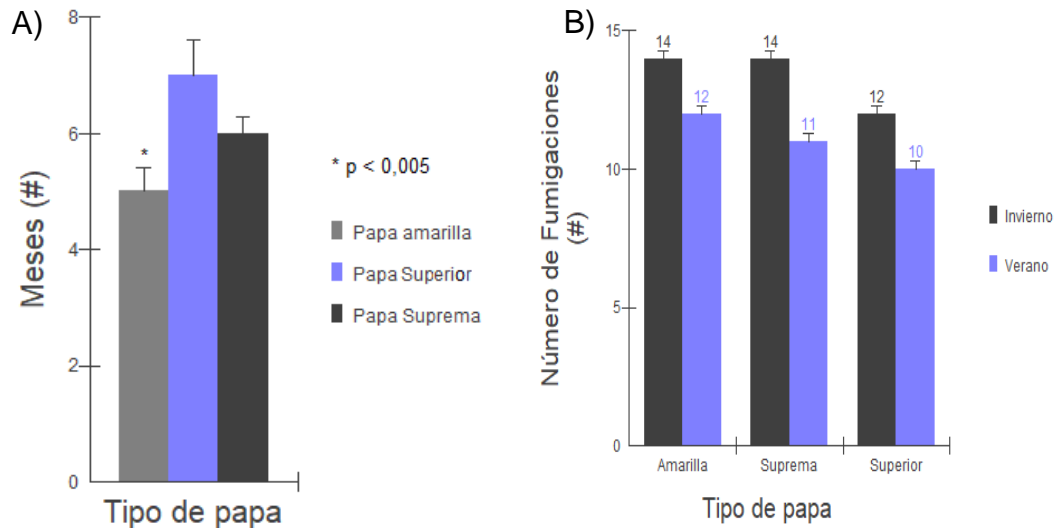 A)
8
6
4
2
0
Meses (#)
*
Tipo de papa
* p < 0,005
Papa amarilla
Papa Superior
Papa Suprema
B)
15
10
5
0
Número de Fumigaciones
(#)
14
12
14
11
12
10
Amarilla
Suprema
Superior
Tipo de papa
Invierno
Verano